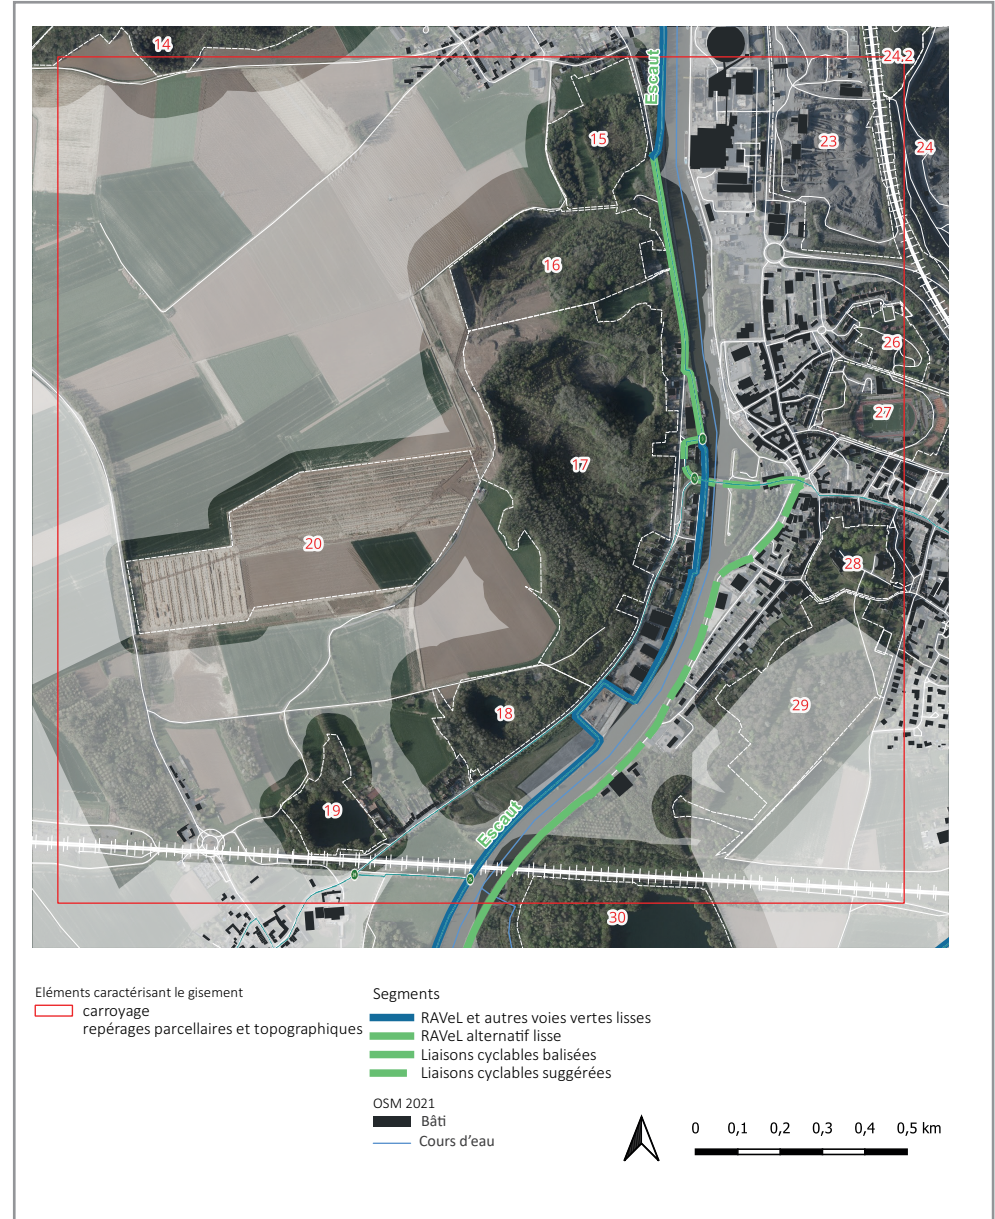 14
24,2
Escaut
15
23
24
16
26
27
17
20
28
18
29
19
Escaut
30
Eléments caractérisant le gisement
carroyage
repérages parcellaires et topographiques
Segments
RAVeL et autres voies vertes lisses
RAVeL alternatif lisse
Liaisons cyclables balisées
Liaisons cyclables suggérées
OSM 2021
Bâti
Cours d'eau
0 0,1 0,2 0,3 0,4 0,5 km